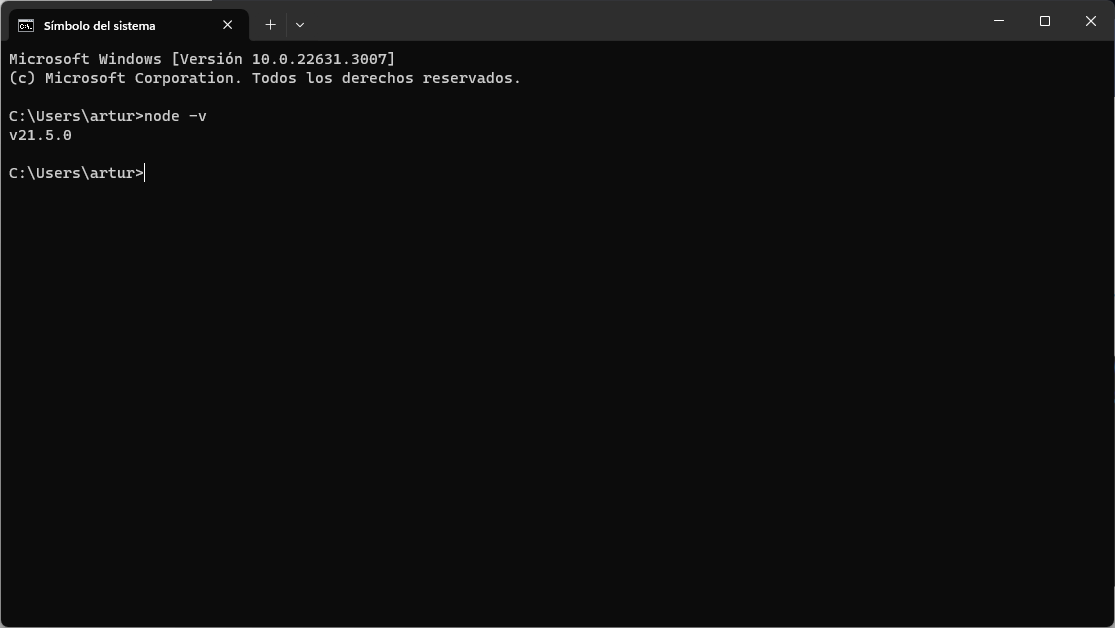 Símbolo del sistema
Microsoft Windows [Versión 10.0.22631.3007]
(c) Microsoft Corporation. Todos los derechos reservados.
C:\Users\artur>node -v
v21.5.0
C:\Users\artur>